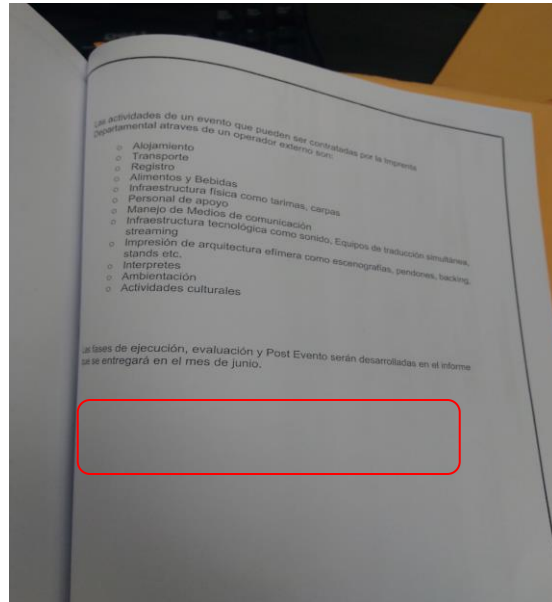 Las actividades de un evento que pueden ser contratadas por la Imprenta
Departamental atraves de un operador externo son:
o Alojamiento
o Transporte
o Registro
o Alimentos y Bebidas
o Infraestructura física como tarimas, carpas
o Personal de apoyo
o Manejo de Medios de comunicación
o Infraestructura tecnológica como sonido, Equipos de traducción simultánea,
streaming
o Impresión de arquitectura efímera como escenografías, pendones, backing,
stands etc.
o Interpretes
o Ambientación
o Actividades culturales
Las fases de ejecución, evaluación y Post Evento serán desarrolladas en el informe
que se entregará en el mes de junio.